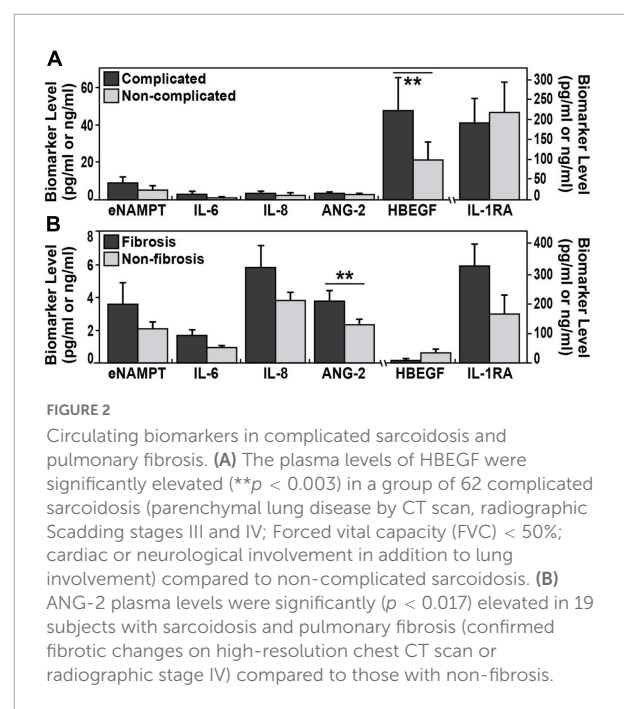 A
Complicated
Non-complicated
Biomarker Level
(pg/ml or ng/ml)
60
40
20
0
**
300
250
200
150
100
50
0
Biomarker Level
(pg/ml or ng/ml)
eNAMPT IL-6 IL-8 ANG-2 HBEGF IL-1RA
B
Fibrosis
Non-fibrosis
Biomarker Level
(pg/ml or ng/ml)
8
6
4
2
0
**
400
300
200
100
0
Biomarker Level
(pg/ml or ng/ml)
eNAMPT IL-6 IL-8 ANG-2 HBEGF IL-1RA
FIGURE 2
Circulating biomarkers in complicated sarcoidosis and
pulmonary fibrosis. (A) The plasma levels of HBEGF were
significantly elevated (**p < 0.003) in a group of 62 complicated
sarcoidosis (parenchymal lung disease by CT scan, radiographic
Scadding stages III and IV; Forced vital capacity (FVC) < 50%;
cardiac or neurological involvement in addition to lung
involvement) compared to non-complicated sarcoidosis. (B)
ANG-2 plasma levels were significantly (p < 0.017) elevated in 19
subjects with sarcoidosis and pulmonary fibrosis (confirmed
fibrotic changes on high-resolution chest CT scan or
radiographic stage IV) compared to those with non-fibrosis.